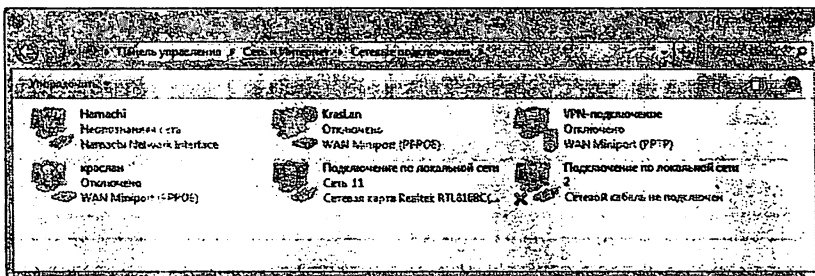 Панель управления ▸ Сеть и Интернет ▸ Сетевые подключения ▸
Упорядочить
Hamachi
Неопознанная сеть
Hamachi Network Interface
KrasLan
Отключено
WAN Miniport (PPPOE)
VPN-подключение
Отключено
WAN Miniport (PPTP)
крослан
Отключено
WAN Miniport (PPPOE)
Подключение по локальной сети
Сеть 11
Сетевая карта Realtek RTL8168C(...
Подключение по локальной сети
2
Сетевой кабель не подключен